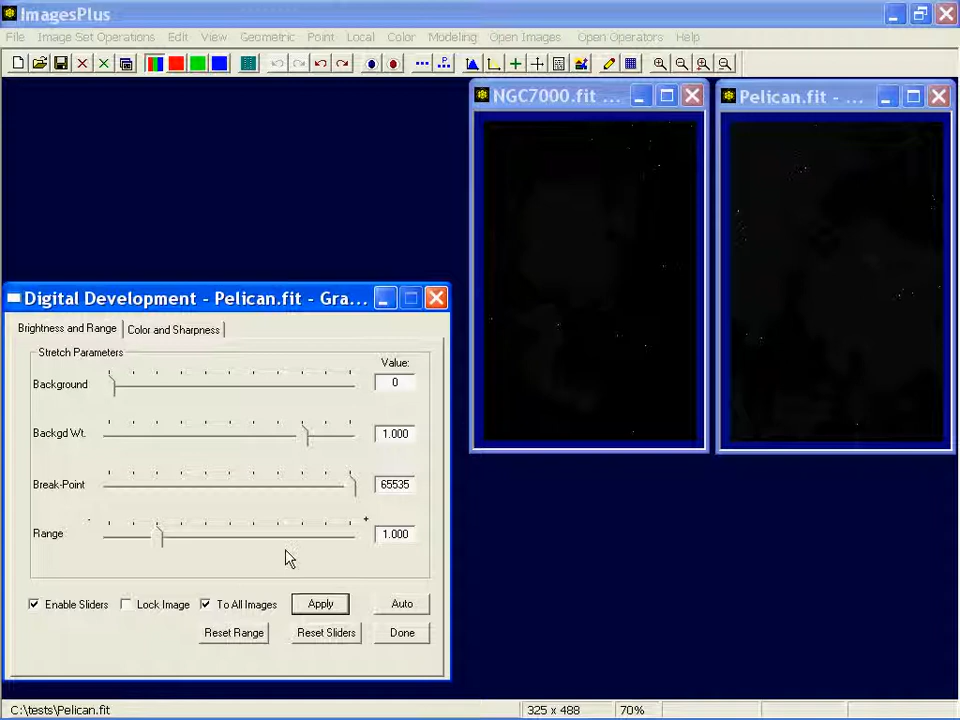 ImagesPlus
File Image Set Operations Edit View Geometric Point Local Color Modeling Open Images Open Operators Help
NGC7000.fit ...
Pelican.fit - ...
Digital Development - Pelican.fit - Gra...
Brightness and Range
Color and Sharpness
Stretch Parameters
Value:
Background 0
Backgd Wt. 1.000
Break-Point 65535
- +
Range 1.000
Enable Sliders Lock Image To All Images Apply Auto
Reset Range Reset Sliders Done
C:\tests\Pelican.fit 325 x 488 70%